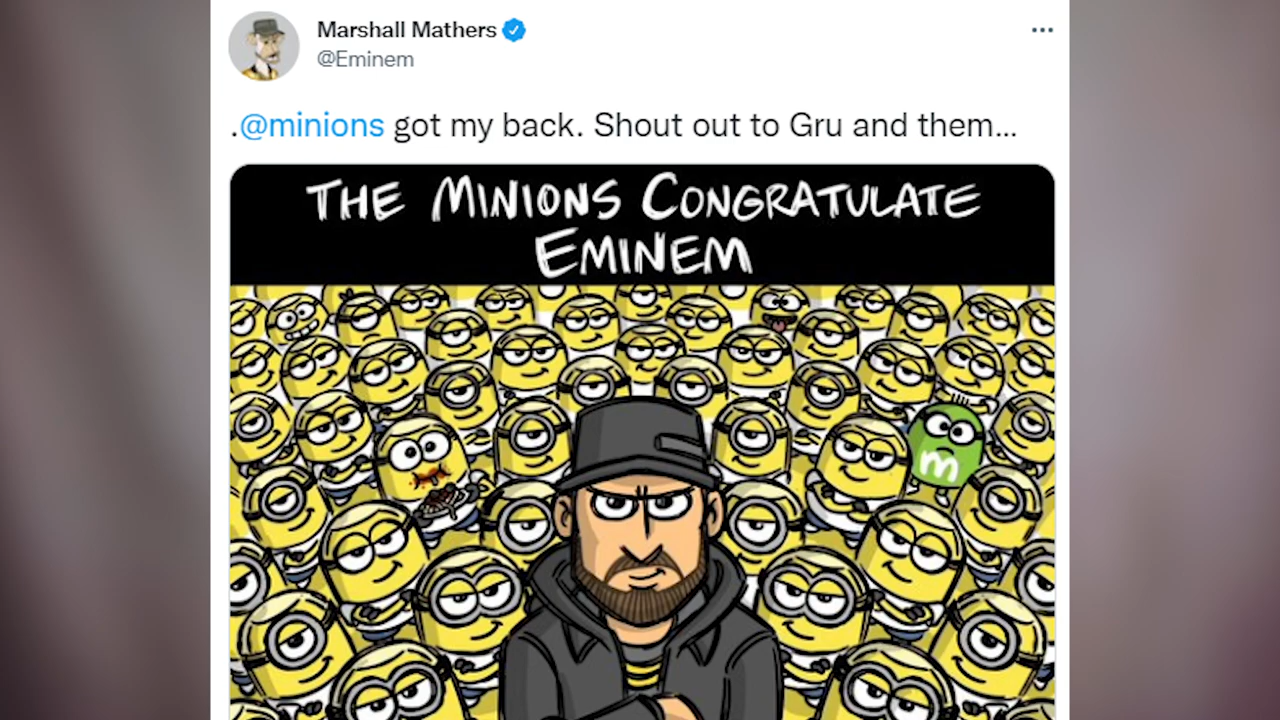 Marshall Mathers
@Eminem
.@minions got my back. Shout out to Gru and them...
THE MINIONS CONGRATULATE
EMINEM
m